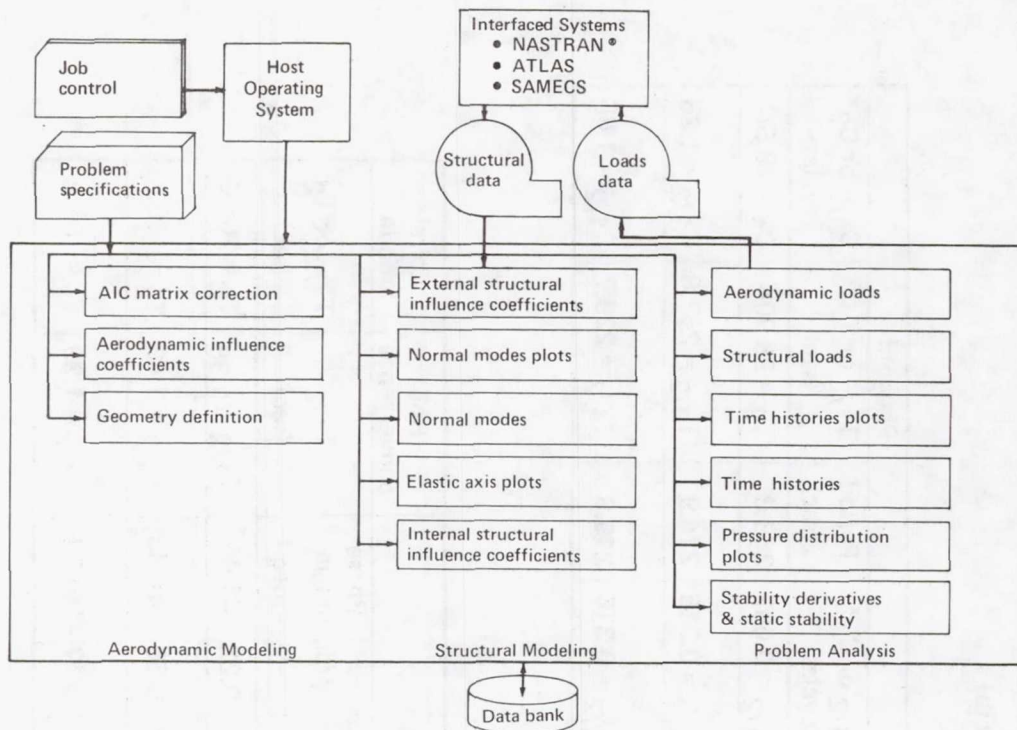 Job
control
Host
Operating
System
Interfaced Systems
• NASTRAN®
• ATLAS
• SAMECS
Problem
specifications
Structural
data
Loads
data
AIC matrix correction
Aerodynamic influence
coefficients
Geometry definition
External structural
influence coefficients
Normal modes plots
Normal modes
Elastic axis plots
Internal structural
influence coefficients
Aerodynamic loads
Structural loads
Time histories plots
Time histories
Pressure distribution
plots
Stability derivatives
& static stability
Aerodynamic Modeling
Structural Modeling
Problem Analysis
Data bank